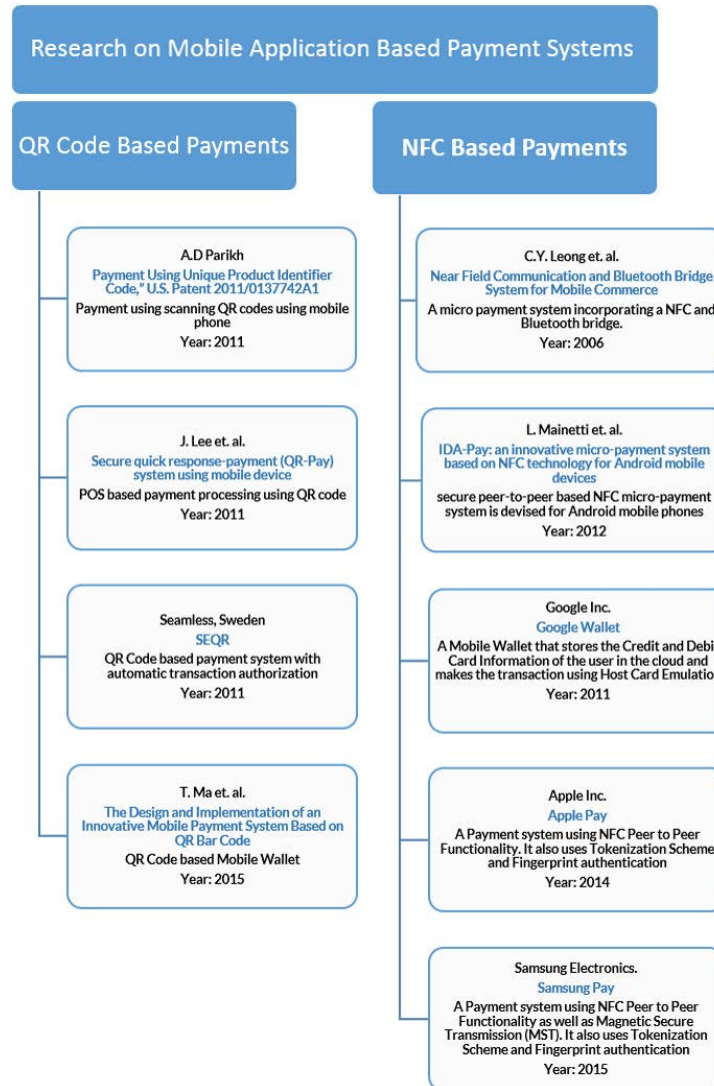 Research on Mobile Application Based Payment Systems
QR Code Based Payments
A.D Parikh
Payment Using Unique Product Identifier
Code," U.S. Patent 2011/0137742A1
Payment using scanning QR codes using mobile
phone
Year: 2011
J. Lee et. al.
Secure quick response-payment (QR-Pay)
system using mobile device
POS based payment processing using QR code
Year: 2011
Seamless, Sweden
SEQR
QR Code based payment system with
automatic transaction authorization
Year: 2011
T. Ma et. al.
The Design and Implementation of an
Innovative Mobile Payment System Based on
QR Bar Code
QR Code based Mobile Wallet
Year: 2015
NFC Based Payments
C.Y. Leong et. al.
Near Field Communication and Bluetooth Bridge
System for Mobile Commerce
A micro payment system incorporating a NFC and
Bluetooth bridge.
Year: 2006
L. Mainetti et. al.
IDA-Pay: an innovative micro-payment system
based on NFC technology for Android mobile
devices
secure peer-to-peer based NFC micro-payment
system is devised for Android mobile phones
Year: 2012
Google Inc.
Google Wallet
A Mobile Wallet that stores the Credit and Debi
Card Information of the user in the cloud and
makes the transaction using Host Card Emulatio
Year: 2011
Apple Inc.
Apple Pay
A Payment system using NFC Peer to Peer
Functionality. It also uses Tokenization Scheme
and Fingerprint authentication
Year: 2014
Samsung Electronics.
Samsung Pay
A Payment system using NFC Peer to Peer
Functionality as well as Magnetic Secure
Transmission (MST). It also uses Tokenization
Scheme and Fingerprint authentication
Year: 2015